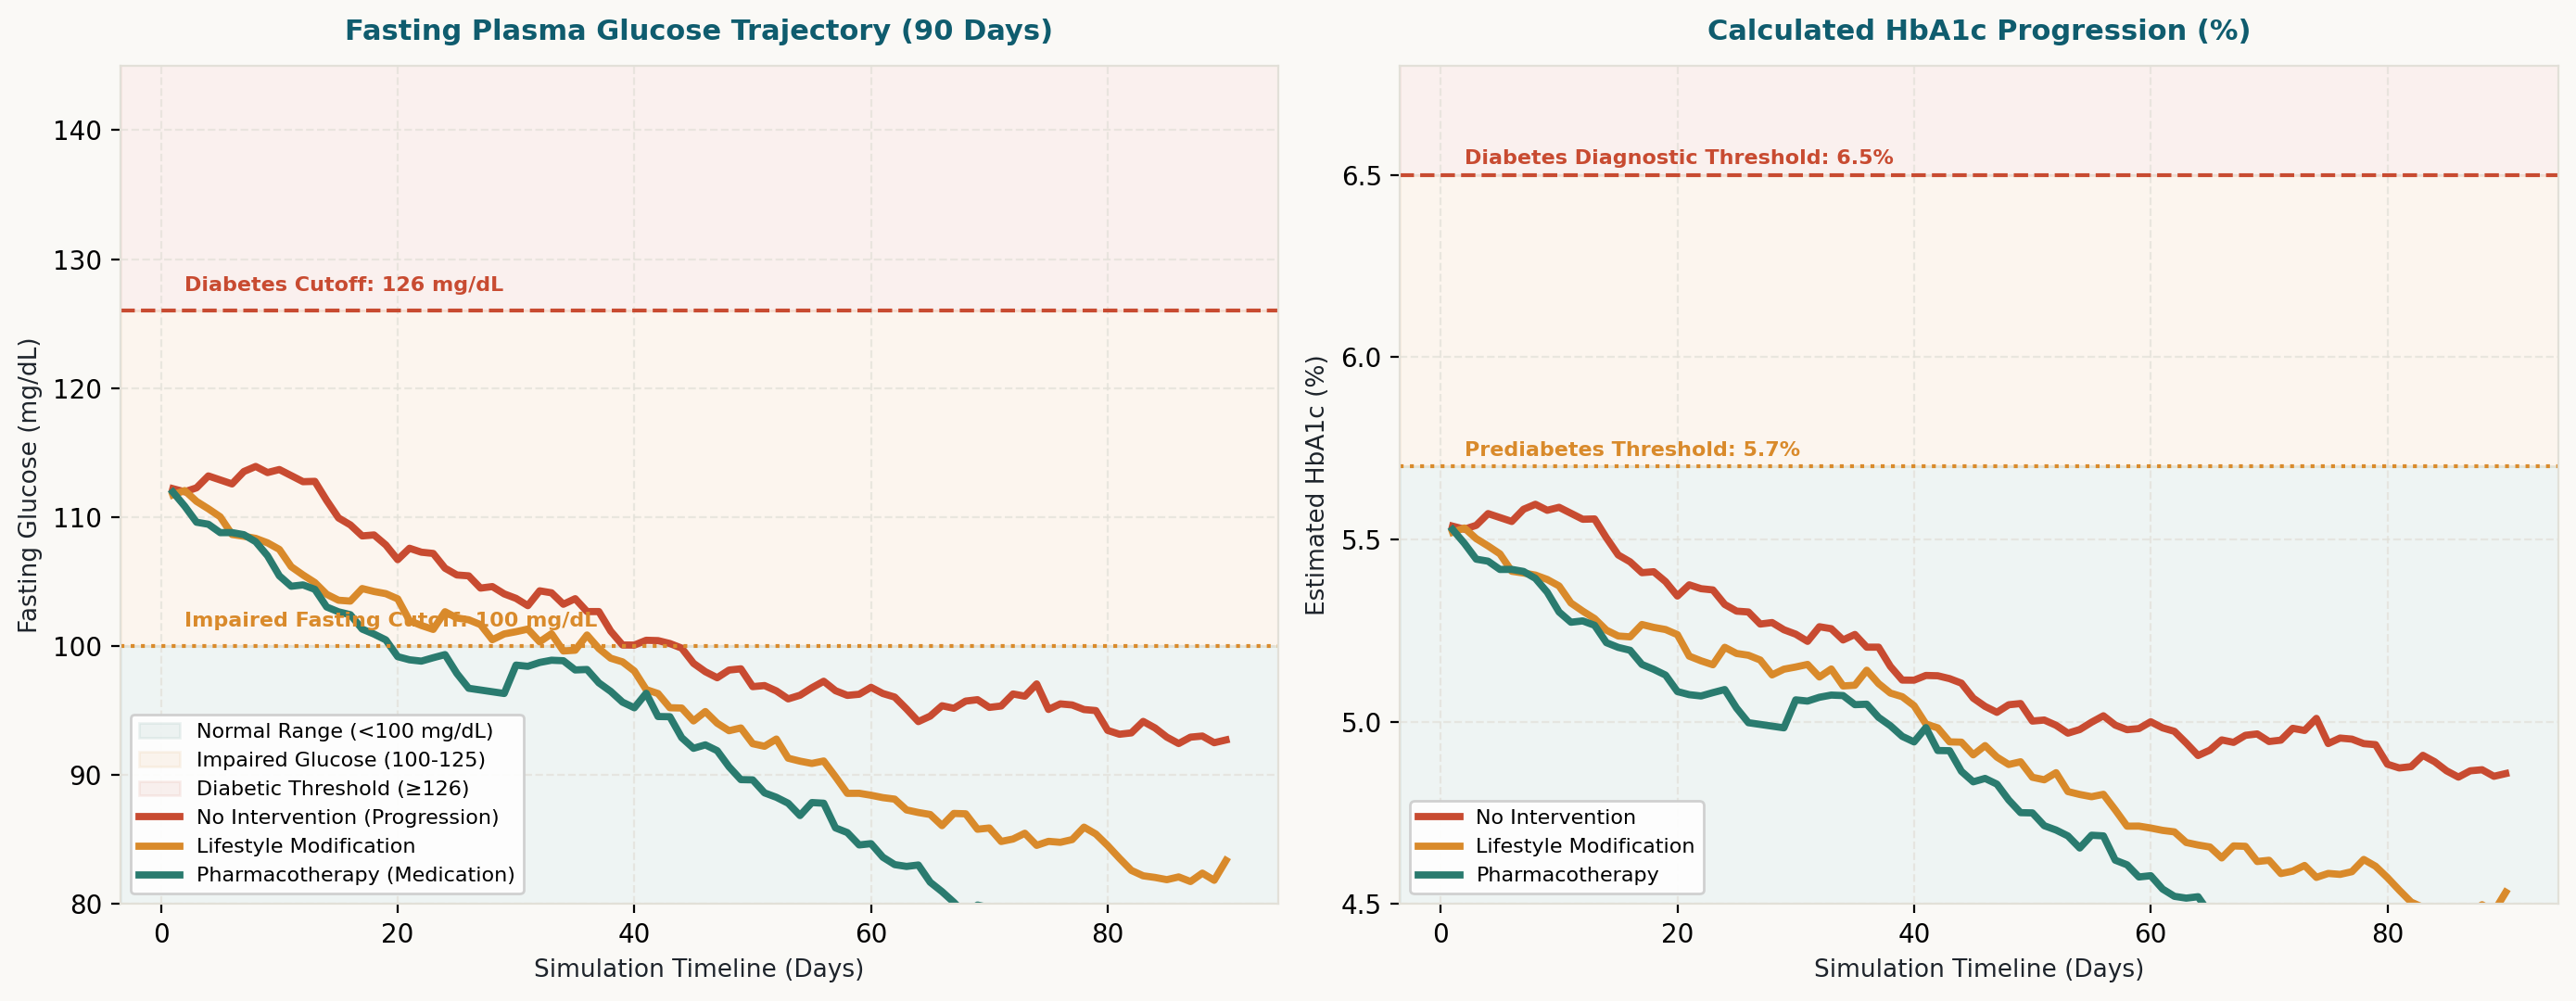 Fasting Plasma Glucose Trajectory (90 Days)
140
130
120
110
100
90
80
Fasting Glucose (mg/dL)
Diabetes Cutoff: 126 mg/dL
Impaired Fasting Cutoff: 100 mg/dL
Normal Range (<100 mg/dL)
Impaired Glucose (100-125)
Diabetic Threshold (≥126)
No Intervention (Progression)
Lifestyle Modification
Pharmacotherapy (Medication)
0 20 40 60 80
Simulation Timeline (Days)
Calculated HbA1c Progression (%)
6.5
6.0
5.5
5.0
4.5
Estimated HbA1c (%)
Diabetes Diagnostic Threshold: 6.5%
Prediabetes Threshold: 5.7%
No Intervention
Lifestyle Modification
Pharmacotherapy
0 20 40 60 80
Simulation Timeline (Days)